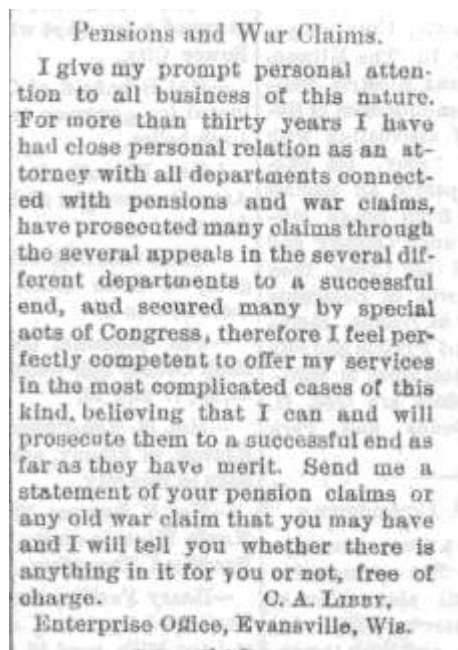 Pensions and War Claims.
I give my prompt personal atten-
tion to all business of this nature.
For more than thirty years I have
had close personal relation as an at-
torney with all departments connect-
ed with pensions and war claims,
have prosecuted many claims through
the several appeals in the several dif-
ferent departments to a successful
end, and secured many by special
acts of Congress, therefore I feel per-
fectly competent to offer my services
in the most complicated cases of this
kind, believing that I can and will
prosecute them to a successful end as
far as they have merit. Send me a
statement of your pension claims or
any old war claim that you may have
and I will tell you whether there is
anything in it for you or not, free of
charge. C. A. LIBBY,
Enterprise Office, Evansville, Wis.